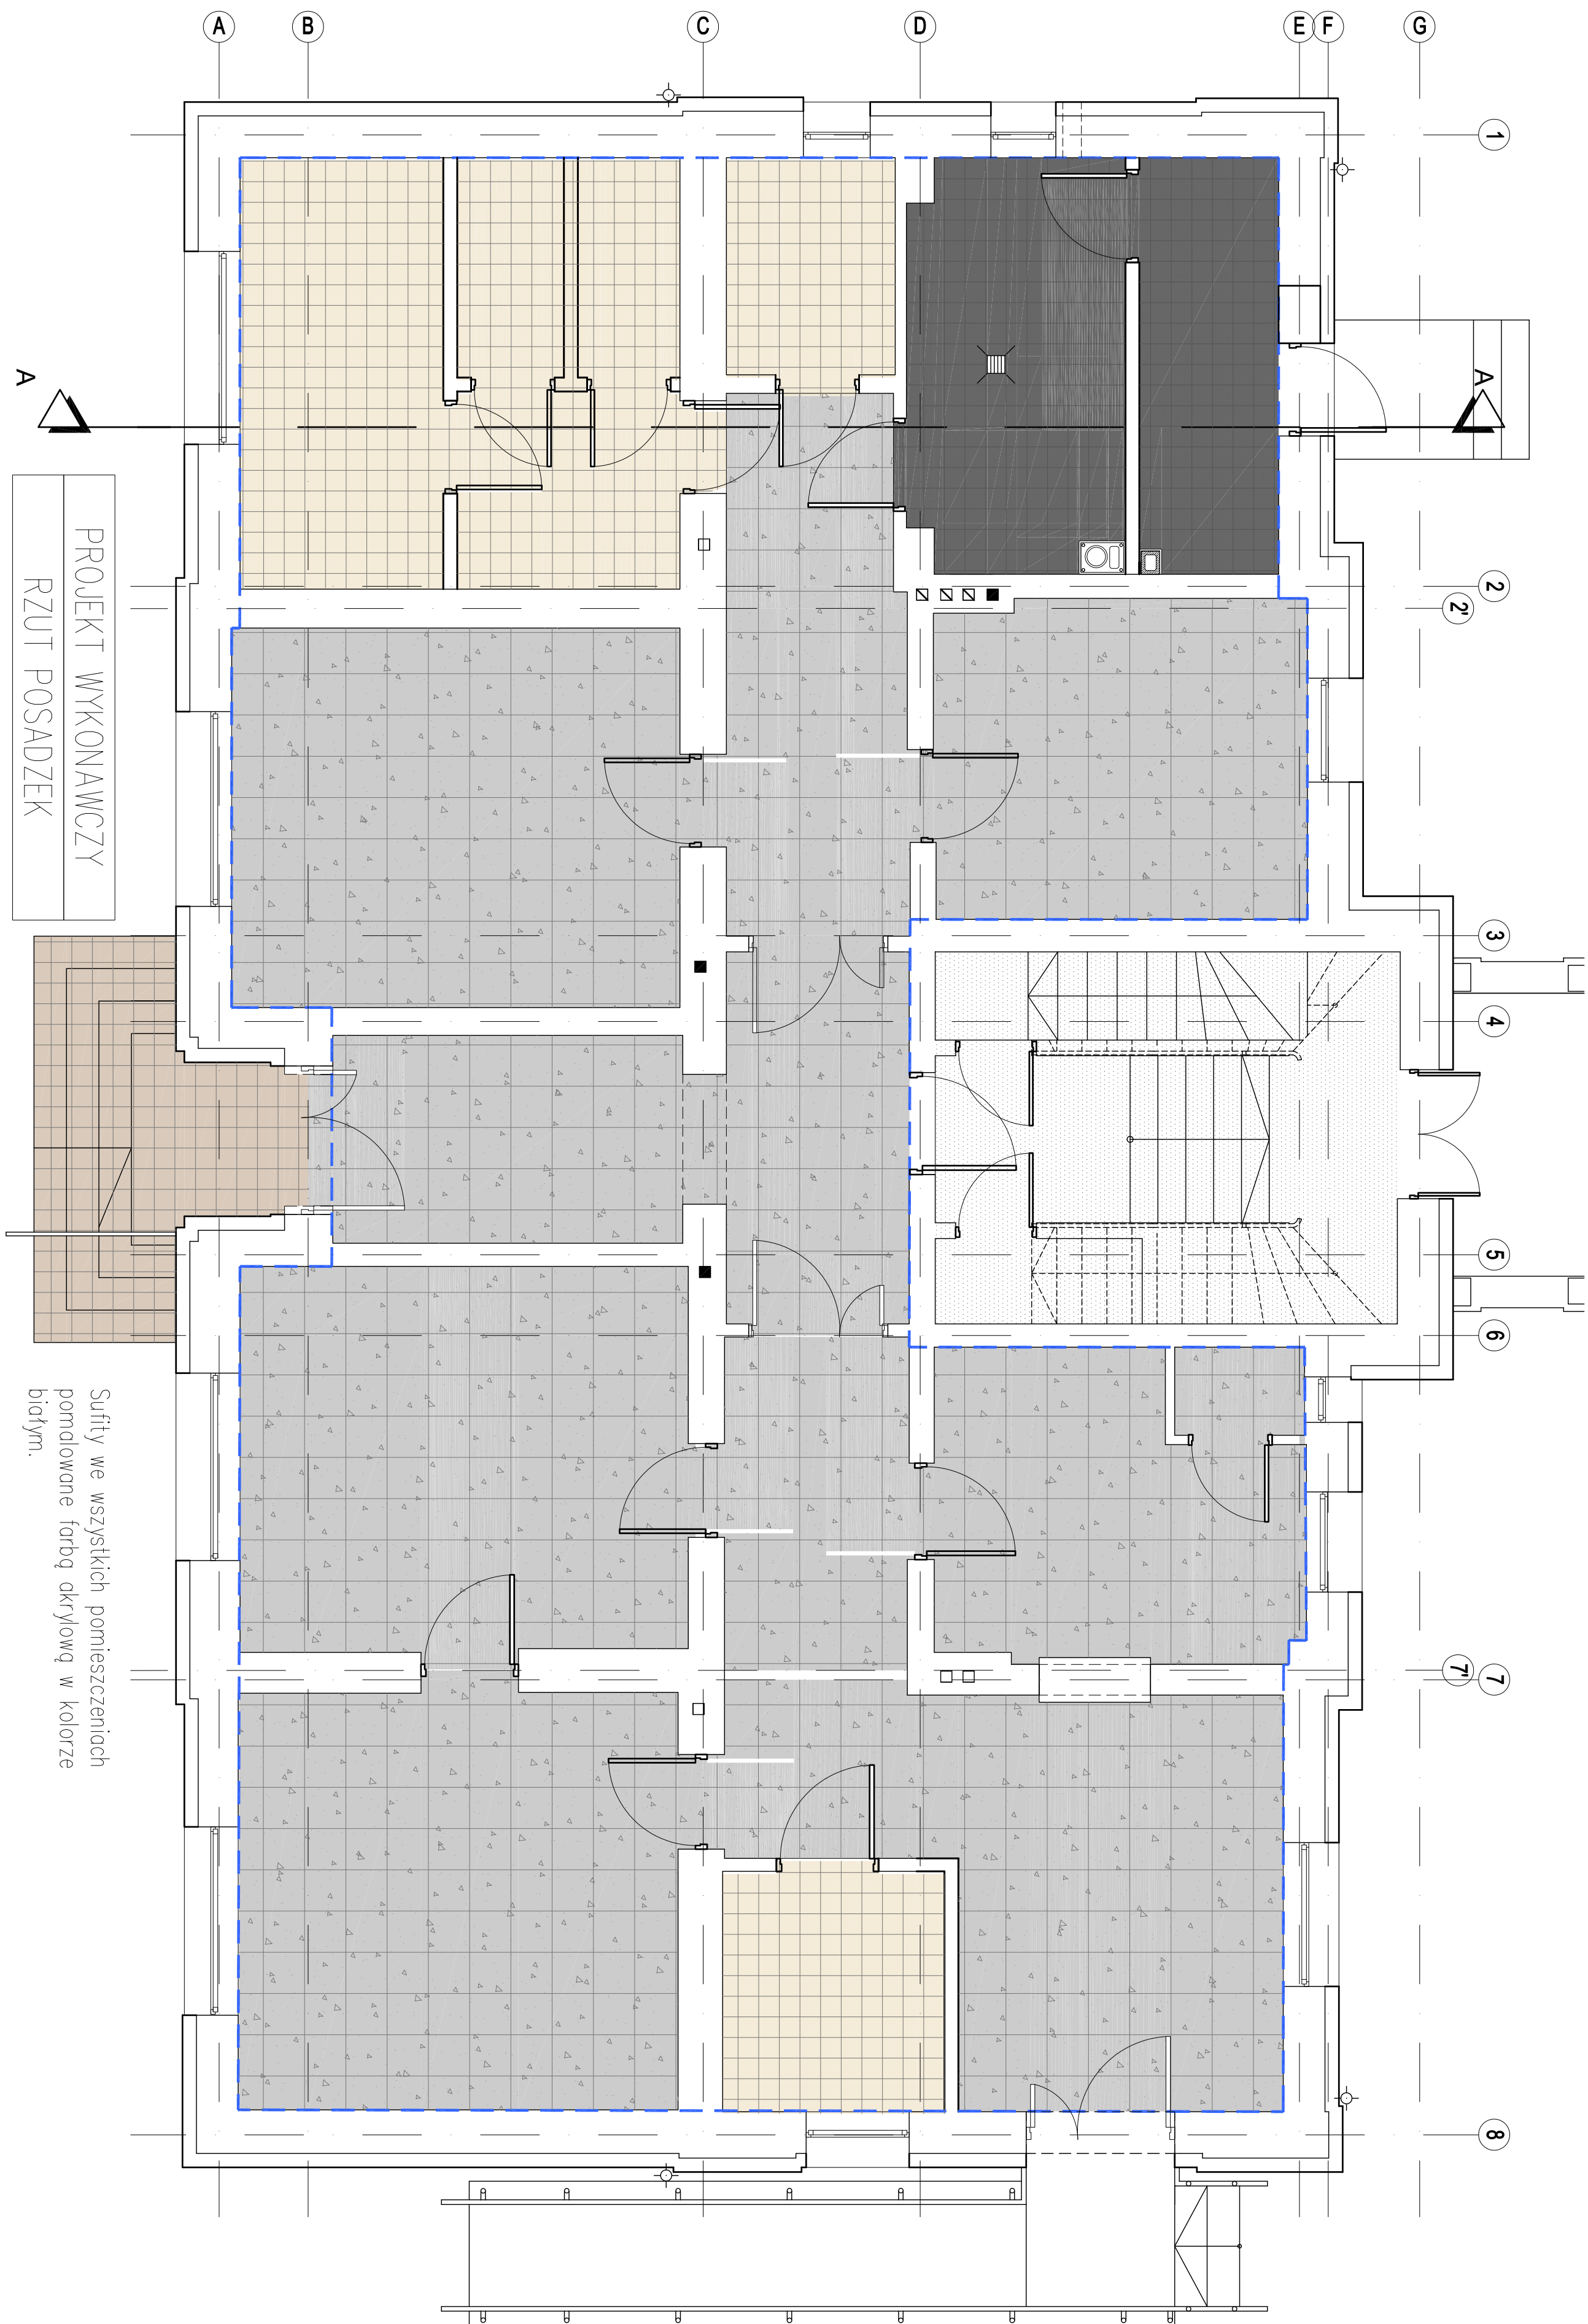 A
B
C
D
E
F
G
1
2
2'
3
4
5
6
7'
7
8
A
A
PROJEKT WYKONAWCZY
RZUT POSADZEK
Sufity we wszystkich pomieszczeniach
pomalowane farbą akrylową w kolorze
białym.